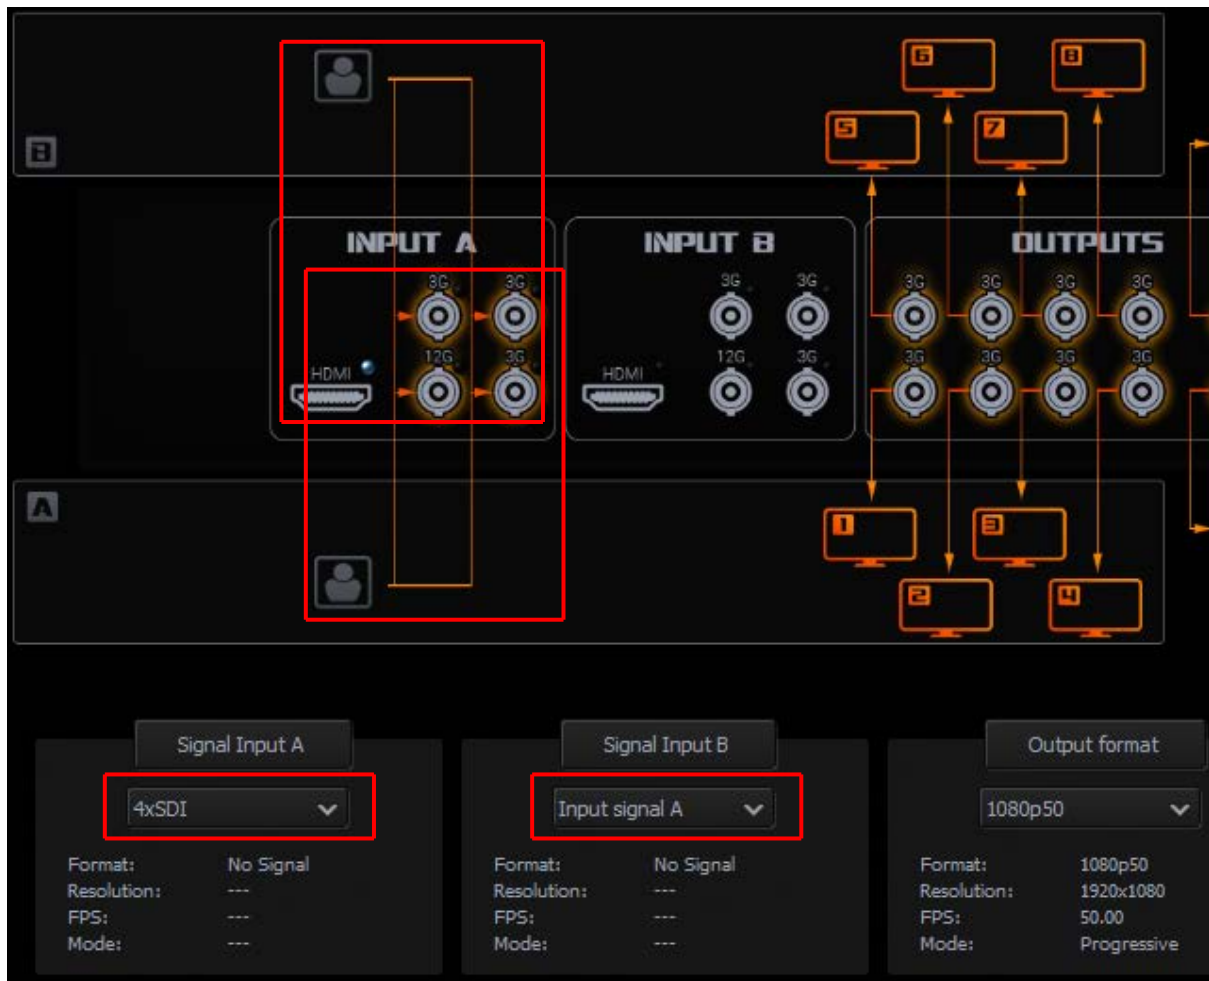 6 8
5 7
B
INPUT A INPUT B OUTPUTS
3G 3G 3G 3G 3G 3G 3G 3G
HDMI 12G 3G HDMI 12G 3G 3G 3G 3G 3G
A
1 3
2 4
Signal Input A Signal Input B Output format
4xSDI Input signal A 1080p50
Format: No Signal Format: No Signal Format: 1080p50
Resolution: --- Resolution: --- Resolution: 1920x1080
FPS: --- FPS: --- FPS: 50.00
Mode: --- Mode: --- Mode: Progressive